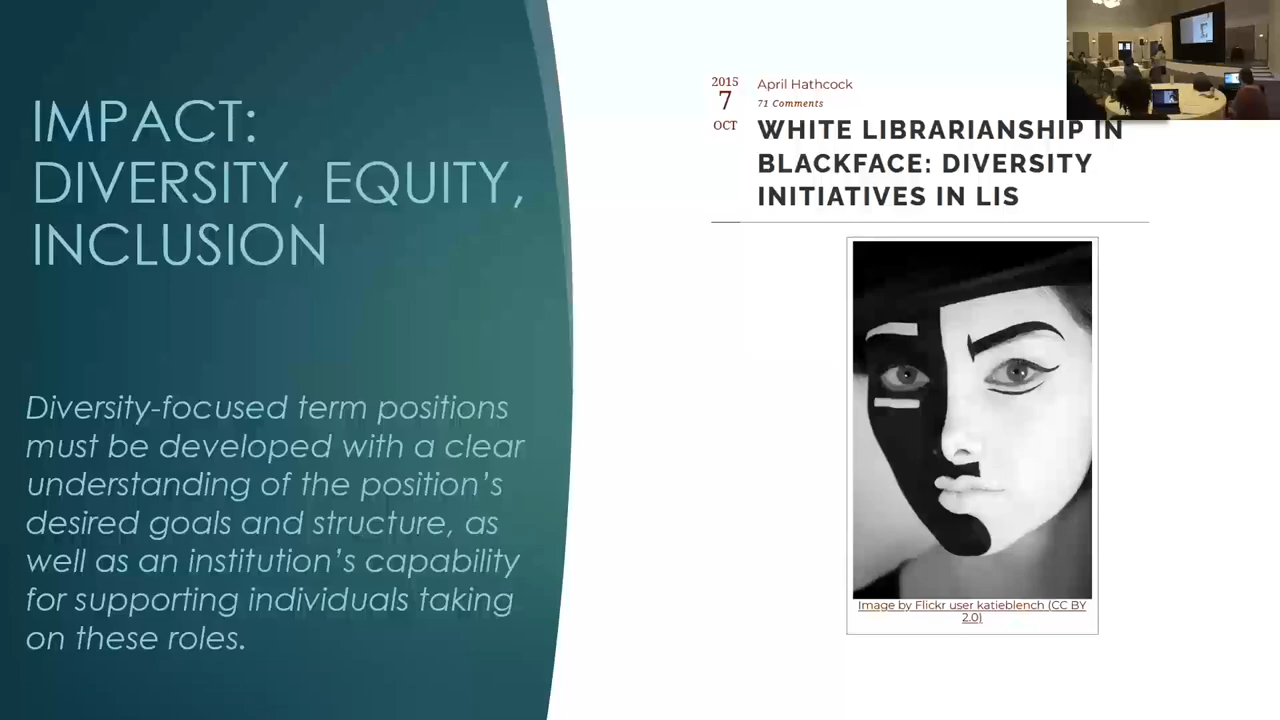 IMPACT:
DIVERSITY, EQUITY,
INCLUSION
Diversity-focused term positions
must be developed with a clear
understanding of the position's
desired goals and structure, as
well as an institution's capability
for supporting individuals taking
on these roles.
2015
7
OCT
April Hathcock
71 Comments
WHITE LIBRARIANSHIP IN
BLACKFACE: DIVERSITY
INITIATIVES IN LIS
Image by Flickr user katieblench (CC BY
2.0)